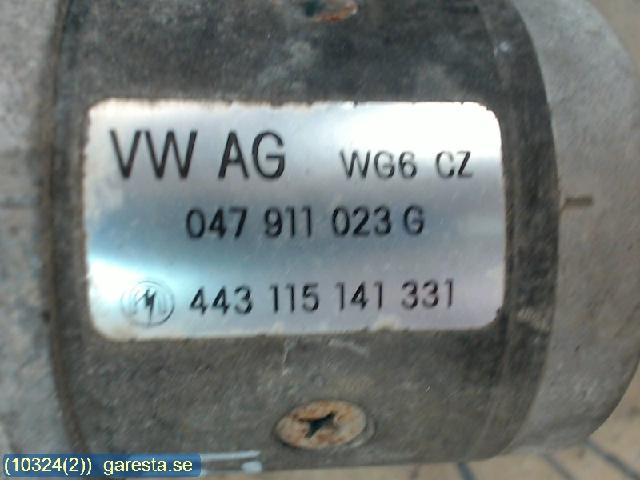 VW AG WG6 CZ
047 911 023 G
443 115 141 331
(10324(2)) garesta.se